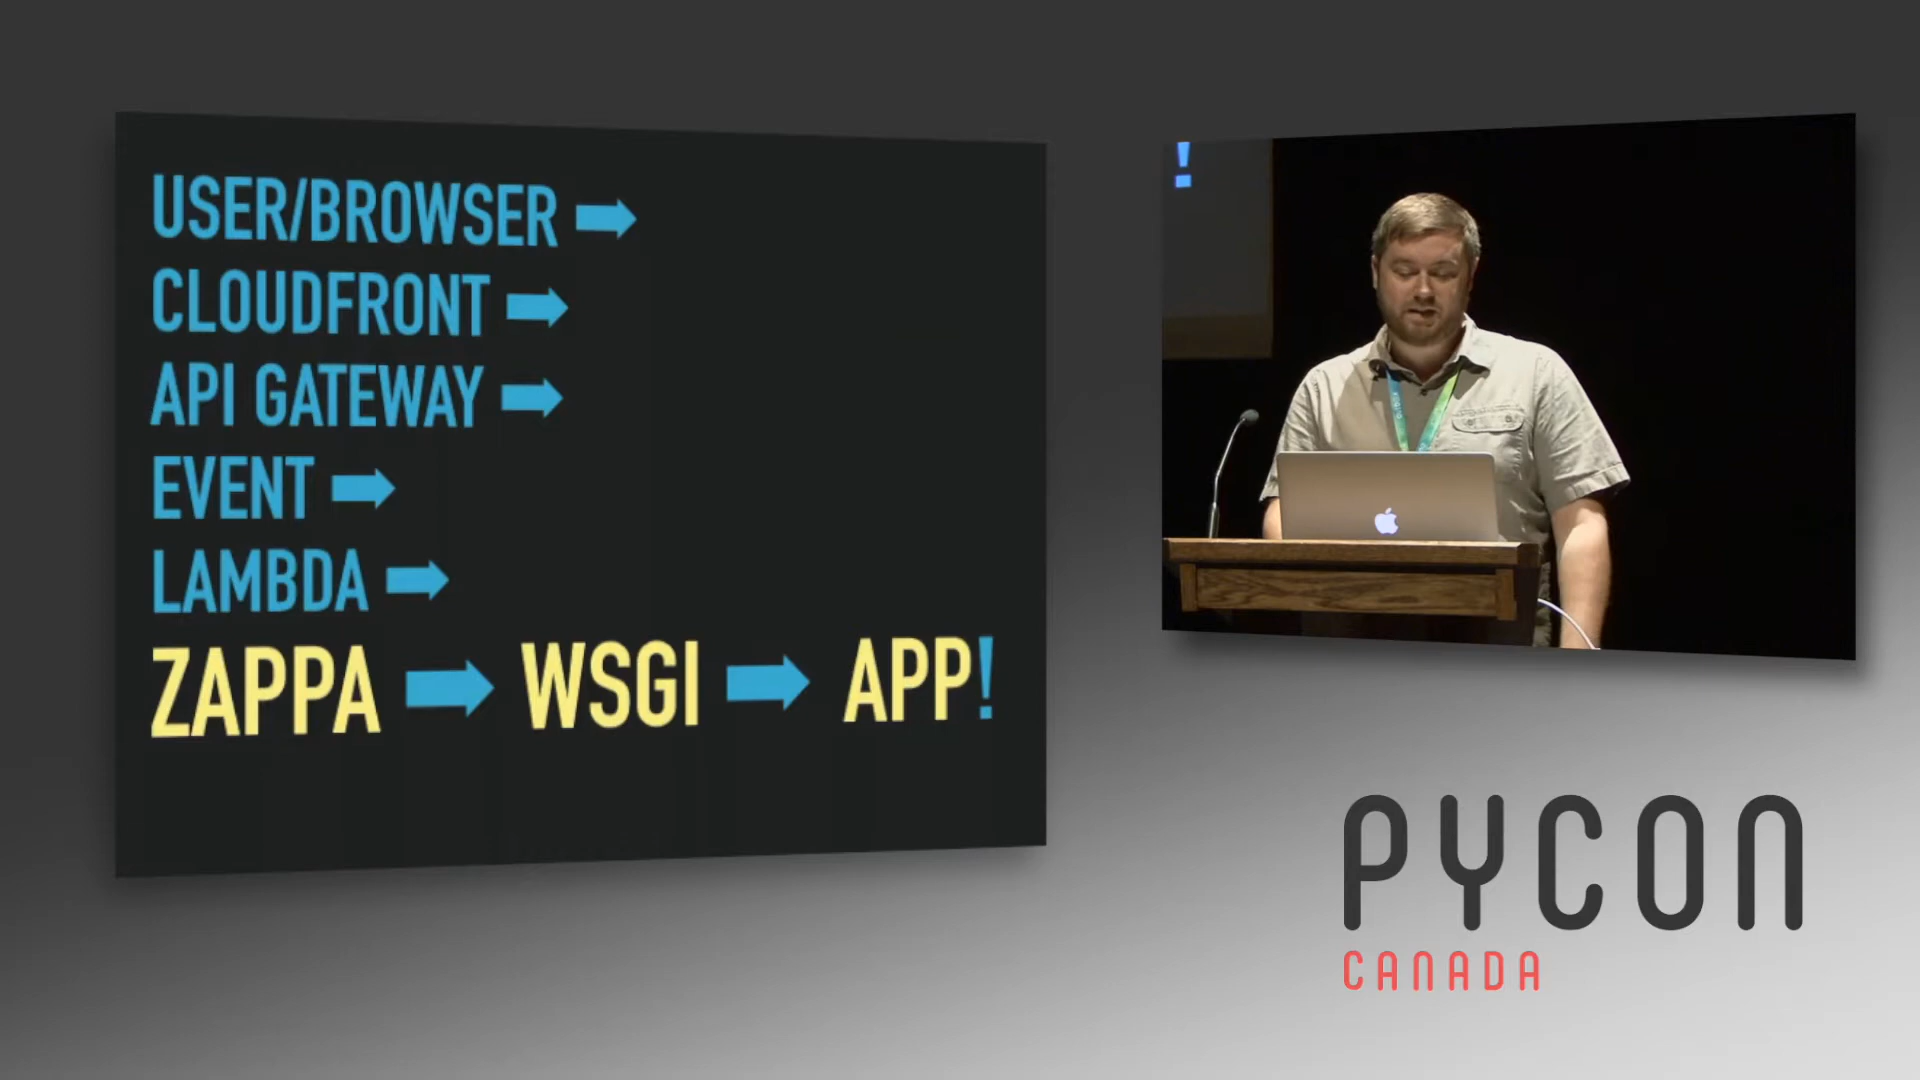 USER/BROWSER ➡
CLOUDFRONT ➡
API GATEWAY ➡
EVENT ➡
LAMBDA ➡
ZAPPA ➡ WSGI ➡ APP!
!
PYCON
CANADA